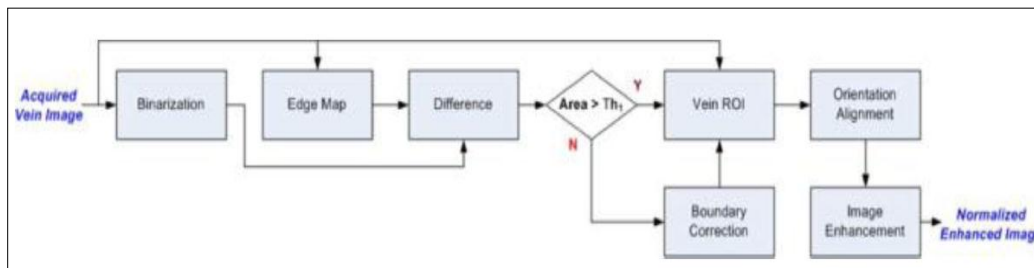 Acquired
Vein Image
Binarization
Edge Map
Difference
Area > Th₁
Y
N
Vein ROI
Orientation
Alignment
Boundary
Correction
Image
Enhancement
Normalized
Enhanced Imag